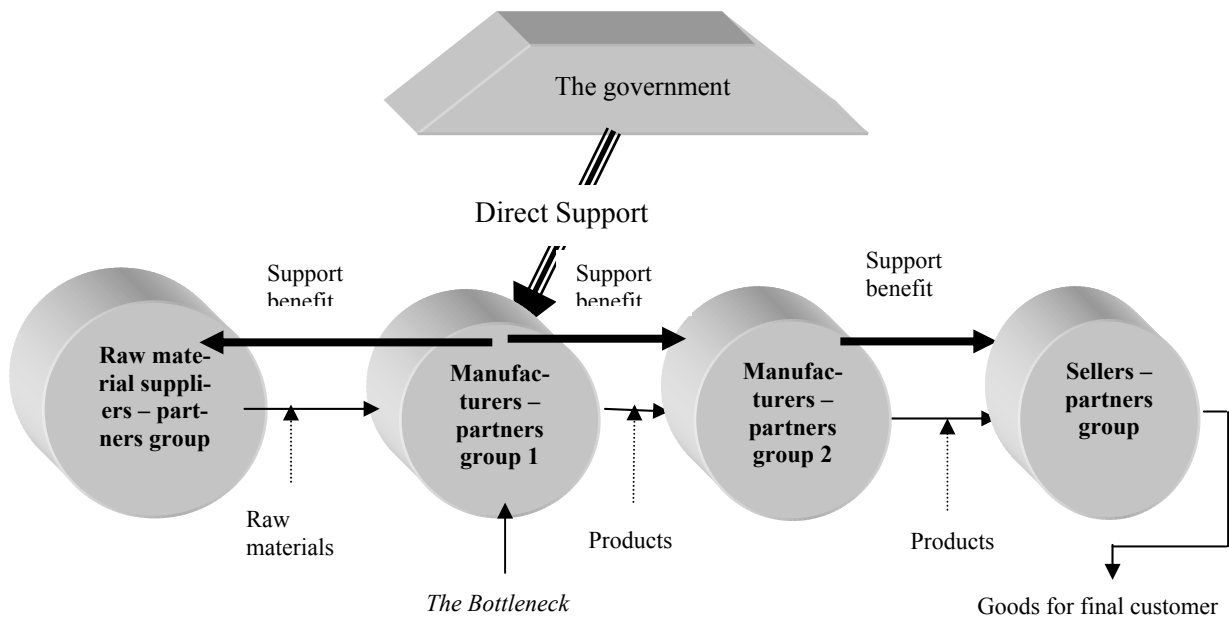 The government
Direct Support
Support
benefit
Support
benefit
Support
benefit
Raw mate-
rial suppli-
ers – part-
ners group
Manufac-
turers –
partners
group 1
Manufac-
turers –
partners
group 2
Sellers –
partners
group
Raw
materials
Products
Products
The Bottleneck
Goods for final customer